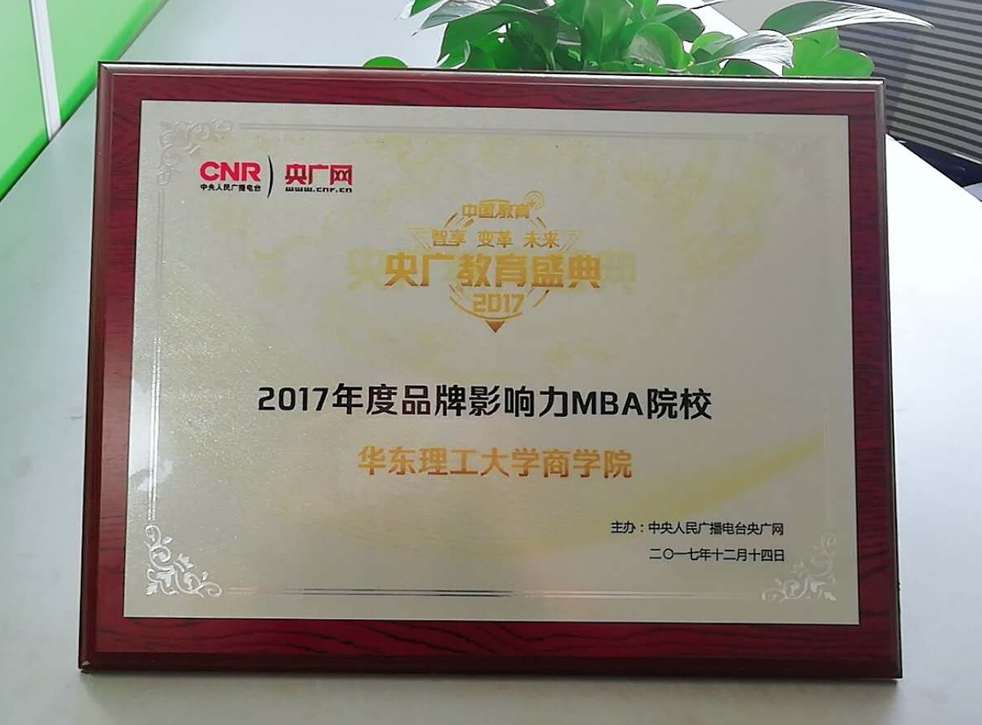 CNR 央广网
中央人民广播电台 www.cnr.cn
中国教育
智享 变革 未来
央广教育盛典
2017
2017年度品牌影响力MBA院校
华东理工大学商学院
主办：中央人民广播电台央广网
二〇一七年十二月十四日